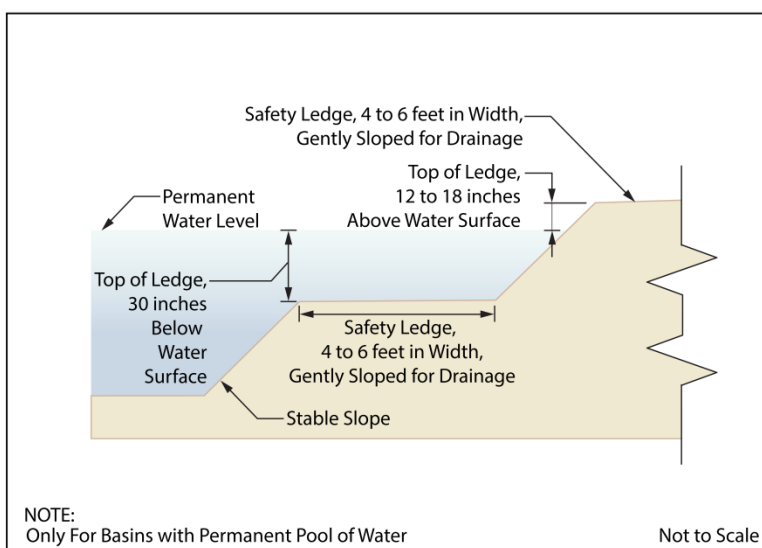 Safety Ledge, 4 to 6 feet in Width,
Gently Sloped for Drainage
Top of Ledge,
12 to 18 inches
Above Water Surface
Permanent
Water Level
Top of Ledge,
30 inches
Below
Water
Surface
Safety Ledge,
4 to 6 feet in Width,
Gently Sloped for Drainage
Stable Slope
NOTE:
Only For Basins with Permanent Pool of Water
Not to Scale